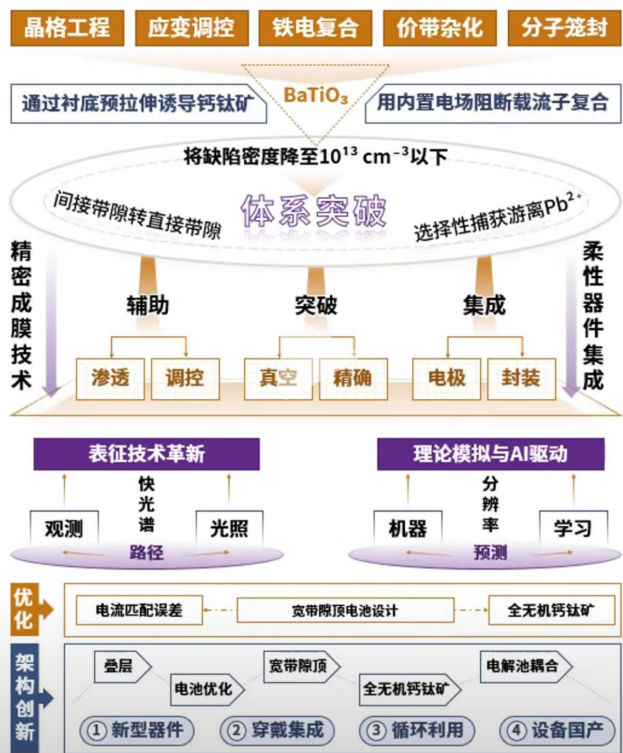 晶格工程 应变调控 铁电复合 价带杂化 分子笼封
BaTiO₃
通过衬底预拉伸诱导钙钛矿 用内置电场阻断载流子复合
将缺陷密度降至10¹³ cm⁻³以下
间接带隙转直接带隙 体系突破 选择性捕获游离Pb²⁺
精密成膜技术
柔性器件集成
辅助 突破 集成
渗透 调控 真空 精确 电极 封装
表征技术革新 理论模拟与AI驱动
快光谱
分辨率
观测 光照 机器 学习
路径 预测
优化
电流匹配误差 宽带隙顶电池设计 全无机钙钛矿
架构创新
叠层 宽带隙顶 电解池耦合
电池优化 全无机钙钛矿
① 新型器件 ② 穿戴集成 ③ 循环利用 ④ 设备国产